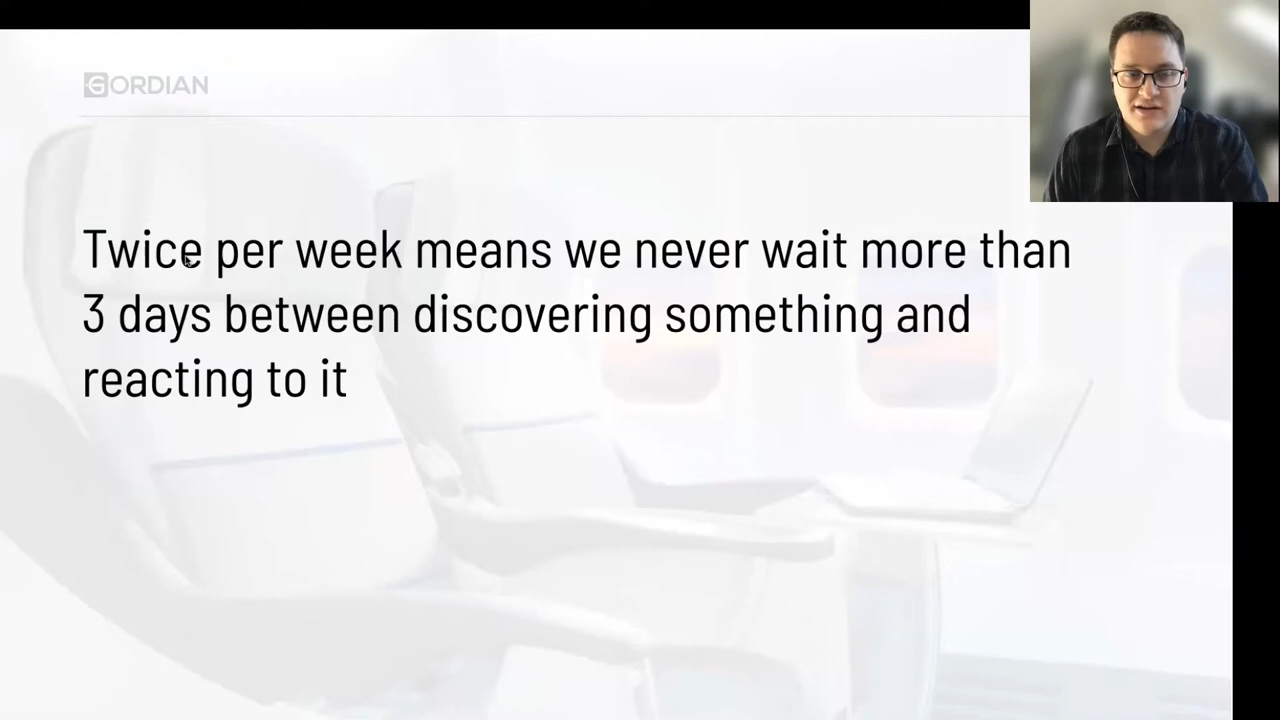 GORDIAN
Twice per week means we never wait more than
3 days between discovering something and
reacting to it